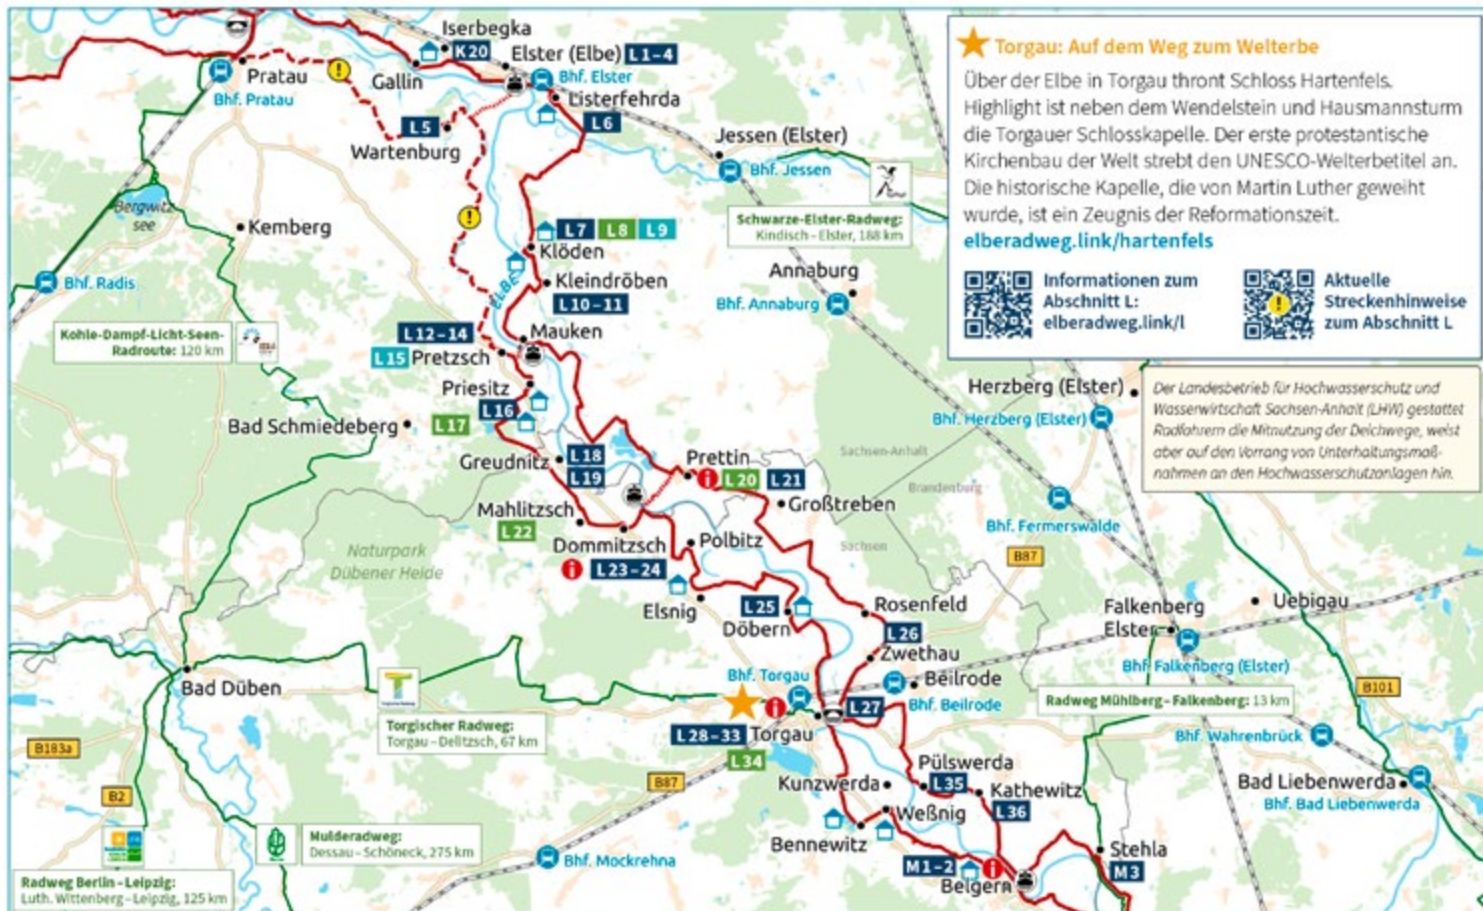 Iserbegka
K20
Elster (Elbe) L1–4
Gallin
Bhf. Elster
Pratau
Bhf. Pratau
Listerfehrda
L5
L6
Wartenburg
Jessen (Elster)
Bhf. Jessen
Bergwitz
see
Kemberg
Schwarze-Elster-Radweg:
Kindisch – Elster, 188 km
L7 L8 L9
Klöden
Bhf. Radis
ELBE
Kleindröben
L10–11
Annaburg
Bhf. Annaburg
Kohle-Dampf-Licht-Seen-
Radroute: 120 km
L12–14
Mauken
L15 Pretzsch
Priesitz
L16
Bad Schmiedeberg
L17
Greudnitz
L18
L19
Herzberg (Elster)
Bhf. Herzberg (Elster)
Sachsen-Anhalt
Brandenburg
Sachsen
Prettin
L20 L21
Großtreben
Mahlitzsch
L22
Dommitzsch
L23–24
Polbitz
Bhf. Fermerswalde
B87
Naturpark
Dübener Heide
Elsnig
L25
Döbern
Rosenfeld
L26
Zwethau
Falkenberg
Elster
Uebigau
Bhf. Falkenberg (Elster)
Bad Düben
Bhf. Torgau
Beilrode
Bhf. Beilrode
Radweg Mühlberg – Falkenberg: 13 km
B101
Torgischer Radweg:
Torgau – Delitzsch, 67 km
L27
L28–33 Torgau
L34
Bhf. Wahrenbrück
B183a
B2
B87
Kunzwerda
Pülswerda
L35
Kathewitz
L36
Bad Liebenwerda
Bhf. Bad Liebenwerda
Weßnig
Bennewitz
Mulderadweg:
Dessau – Schöneck, 275 km
Bhf. Mockrehna
M1–2
Belgern
Stehla
M3
Radweg Berlin – Leipzig:
Luth. Wittenberg – Leipzig, 125 km
Torgau: Auf dem Weg zum Welterbe
Über der Elbe in Torgau thront Schloss Hartenfels.
Highlight ist neben dem Wendelstein und Hausmannsturm
die Torgauer Schlosskapelle. Der erste protestantische
Kirchenbau der Welt strebt den UNESCO-Welterbetitel an.
Die historische Kapelle, die von Martin Luther geweiht
wurde, ist ein Zeugnis der Reformationszeit.
elberadweg.link/hartenfels
Informationen zum
Abschnitt L:
elberadweg.link/l
Aktuelle
Streckenhinweise
zum Abschnitt L
Der Landesbetrieb für Hochwasserschutz und
Wasserwirtschaft Sachsen-Anhalt (LHW) gestattet
Radfahrern die Mitnutzung der Deichwege, weist
aber auf den Vorrang von Unterhaltungsmaß-
nahmen an den Hochwasserschutzanlagen hin.